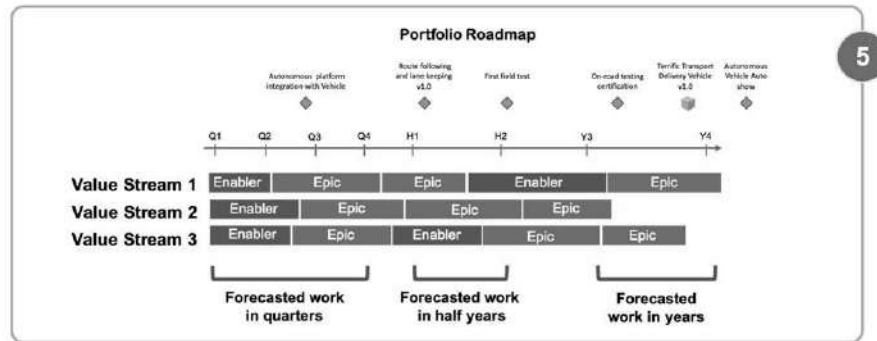 Portfolio Roadmap
5
Autonomous platform
integration with Vehicle
Route following
and lane keeping
v1.0
First field test
On-road testing
certification
Terrific Transport
Delivery Vehicle
v1.0
Autonomous
Vehicle Auto
show
Q1 Q2 Q3 Q4 H1 H2 Y3 Y4
Value Stream 1 Enabler Epic Epic Enabler Epic
Value Stream 2 Enabler Epic Epic Epic
Value Stream 3 Enabler Epic Enabler Epic Epic
Forecasted work
in quarters
Forecasted work
in half years
Forecasted
work in years